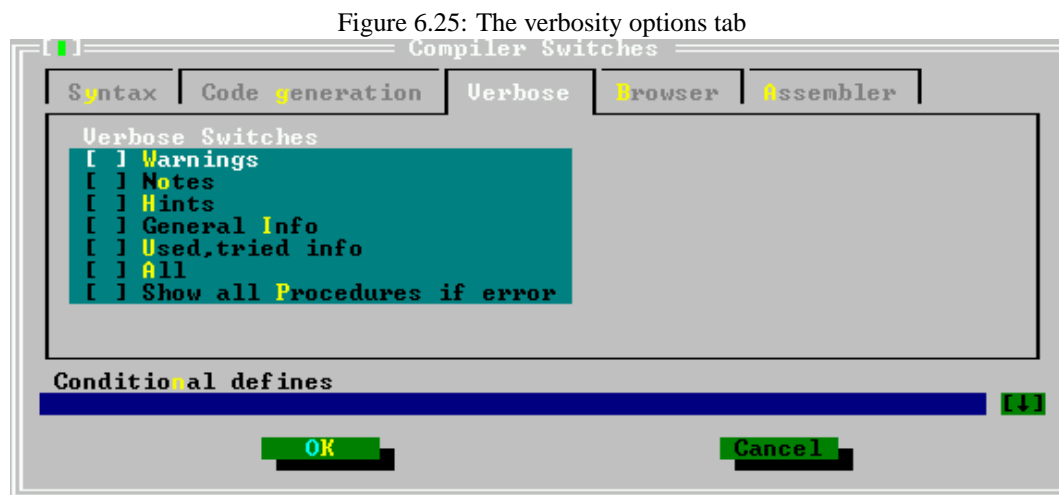 Figure 6.25: The verbosity options tab
[▮] Compiler Switches
Syntax Code generation Verbose Browser Assembler
Verbose Switches
[ ] Warnings
[ ] Notes
[ ] Hints
[ ] General Info
[ ] Used,tried info
[ ] All
[ ] Show all Procedures if error
Conditional defines
[↓]
OK Cancel